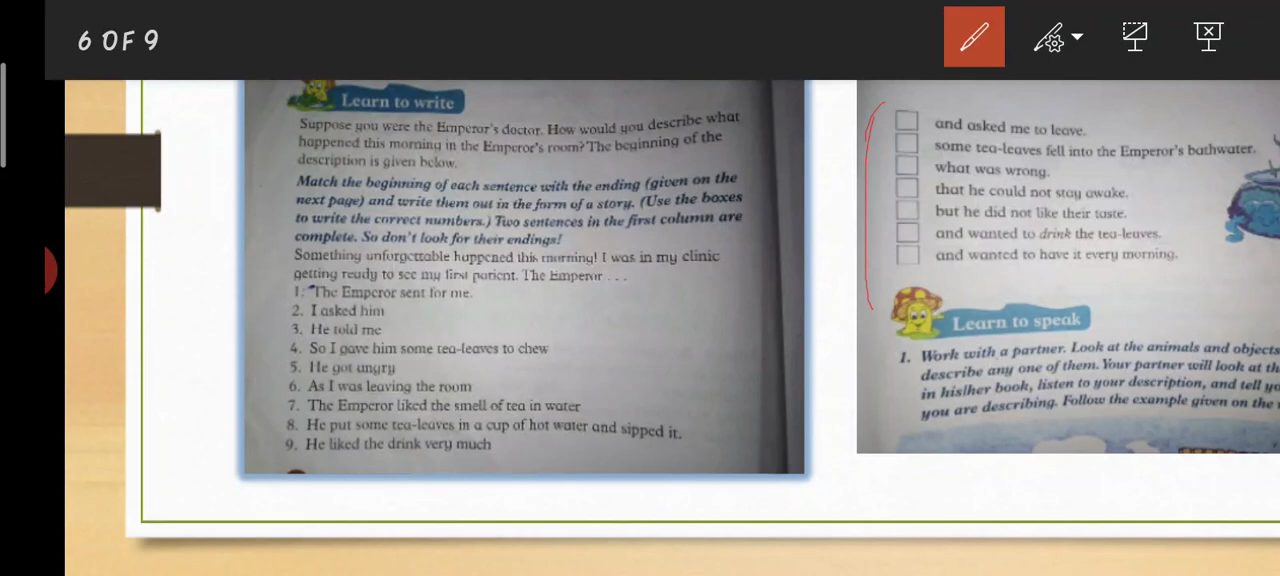 6 OF 9
Learn to write
Suppose you were the Emperor's doctor. How would you describe what
happened this morning in the Emperor's room? The beginning of the
description is given below.
Match the beginning of each sentence with the ending (given on the
next page) and write them out in the form of a story. (Use the boxes
to write the correct numbers.) Two sentences in the first column are
complete. So don't look for their endings!
Something unforgettable happened this morning! I was in my clinic
getting ready to see my first patient. The Emperor . . .
1. The Emperor sent for me.
2. I asked him
3. He told me
4. So I gave him some tea-leaves to chew
5. He got angry
6. As I was leaving the room
7. The Emperor liked the smell of tea in water
8. He put some tea-leaves in a cup of hot water and sipped it.
9. He liked the drink very much
and asked me to leave.
some tea-leaves fell into the Emperor's bathwater.
what was wrong.
that he could not stay awake.
but he did not like their taste.
and wanted to drink the tea-leaves.
and wanted to have it every morning.
Learn to speak
1. Work with a partner. Look at the animals and objects
describe any one of them. Your partner will look at th
in his/her book, listen to your description, and tell you
you are describing. Follow the example given on the